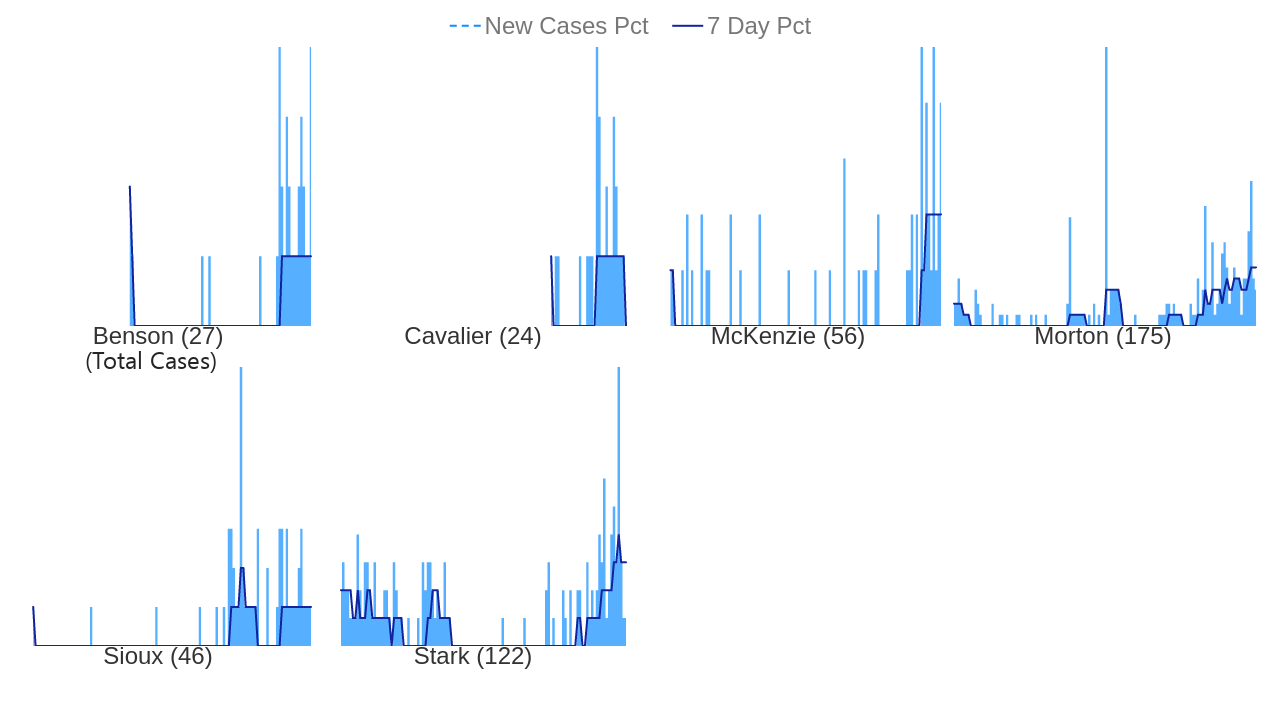 New Cases Pct 7 Day Pct
Benson (27) Cavalier (24) McKenzie (56) Morton (175)
(Total Cases)
Sioux (46) Stark (122)